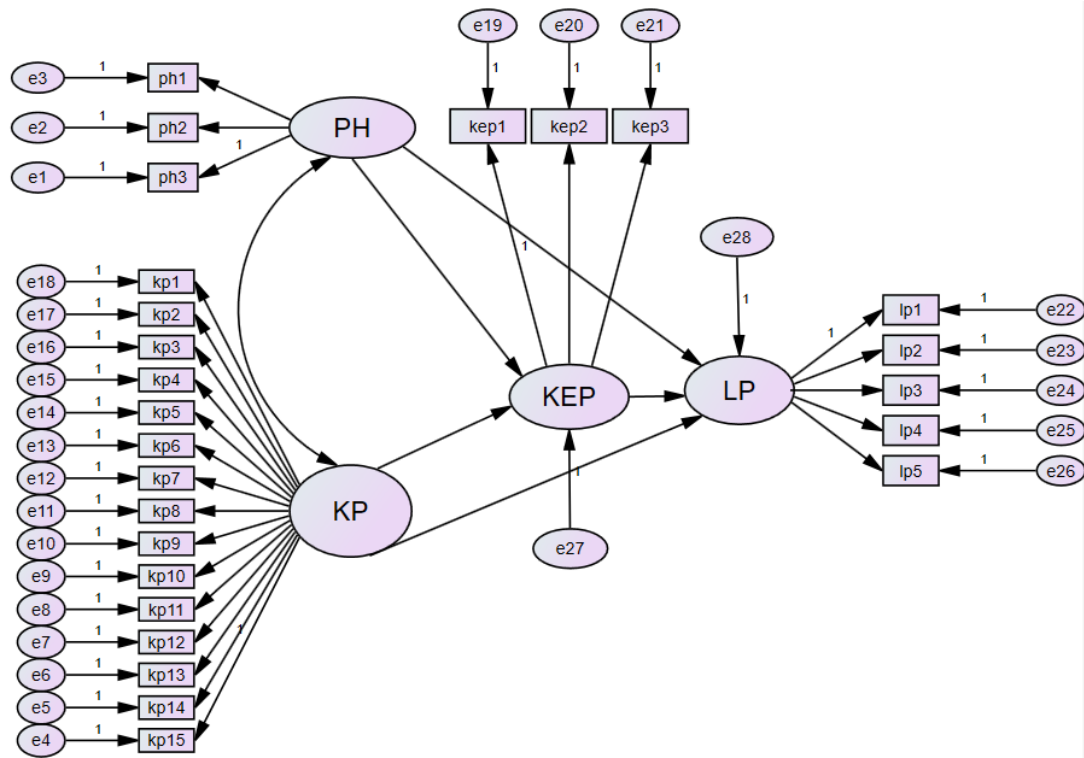 e19 e20 e21
1 1 1
kep1 kep2 kep3
e3 1 ph1
e2 1 ph2
e1 1 ph3
1
PH
1
e28
1
e18 1 kp1
e17 1 kp2
e16 1 kp3
e15 1 kp4
e14 1 kp5
e13 1 kp6
e12 1 kp7
e11 1 kp8
e10 1 kp9
e9 1 kp10
e8 1 kp11
e7 1 kp12
e6 1 kp13
e5 1 kp14
e4 1 kp15
1
KP
KEP
1
e27
LP
1
lp1 1 e22
lp2 1 e23
lp3 1 e24
lp4 1 e25
lp5 1 e26